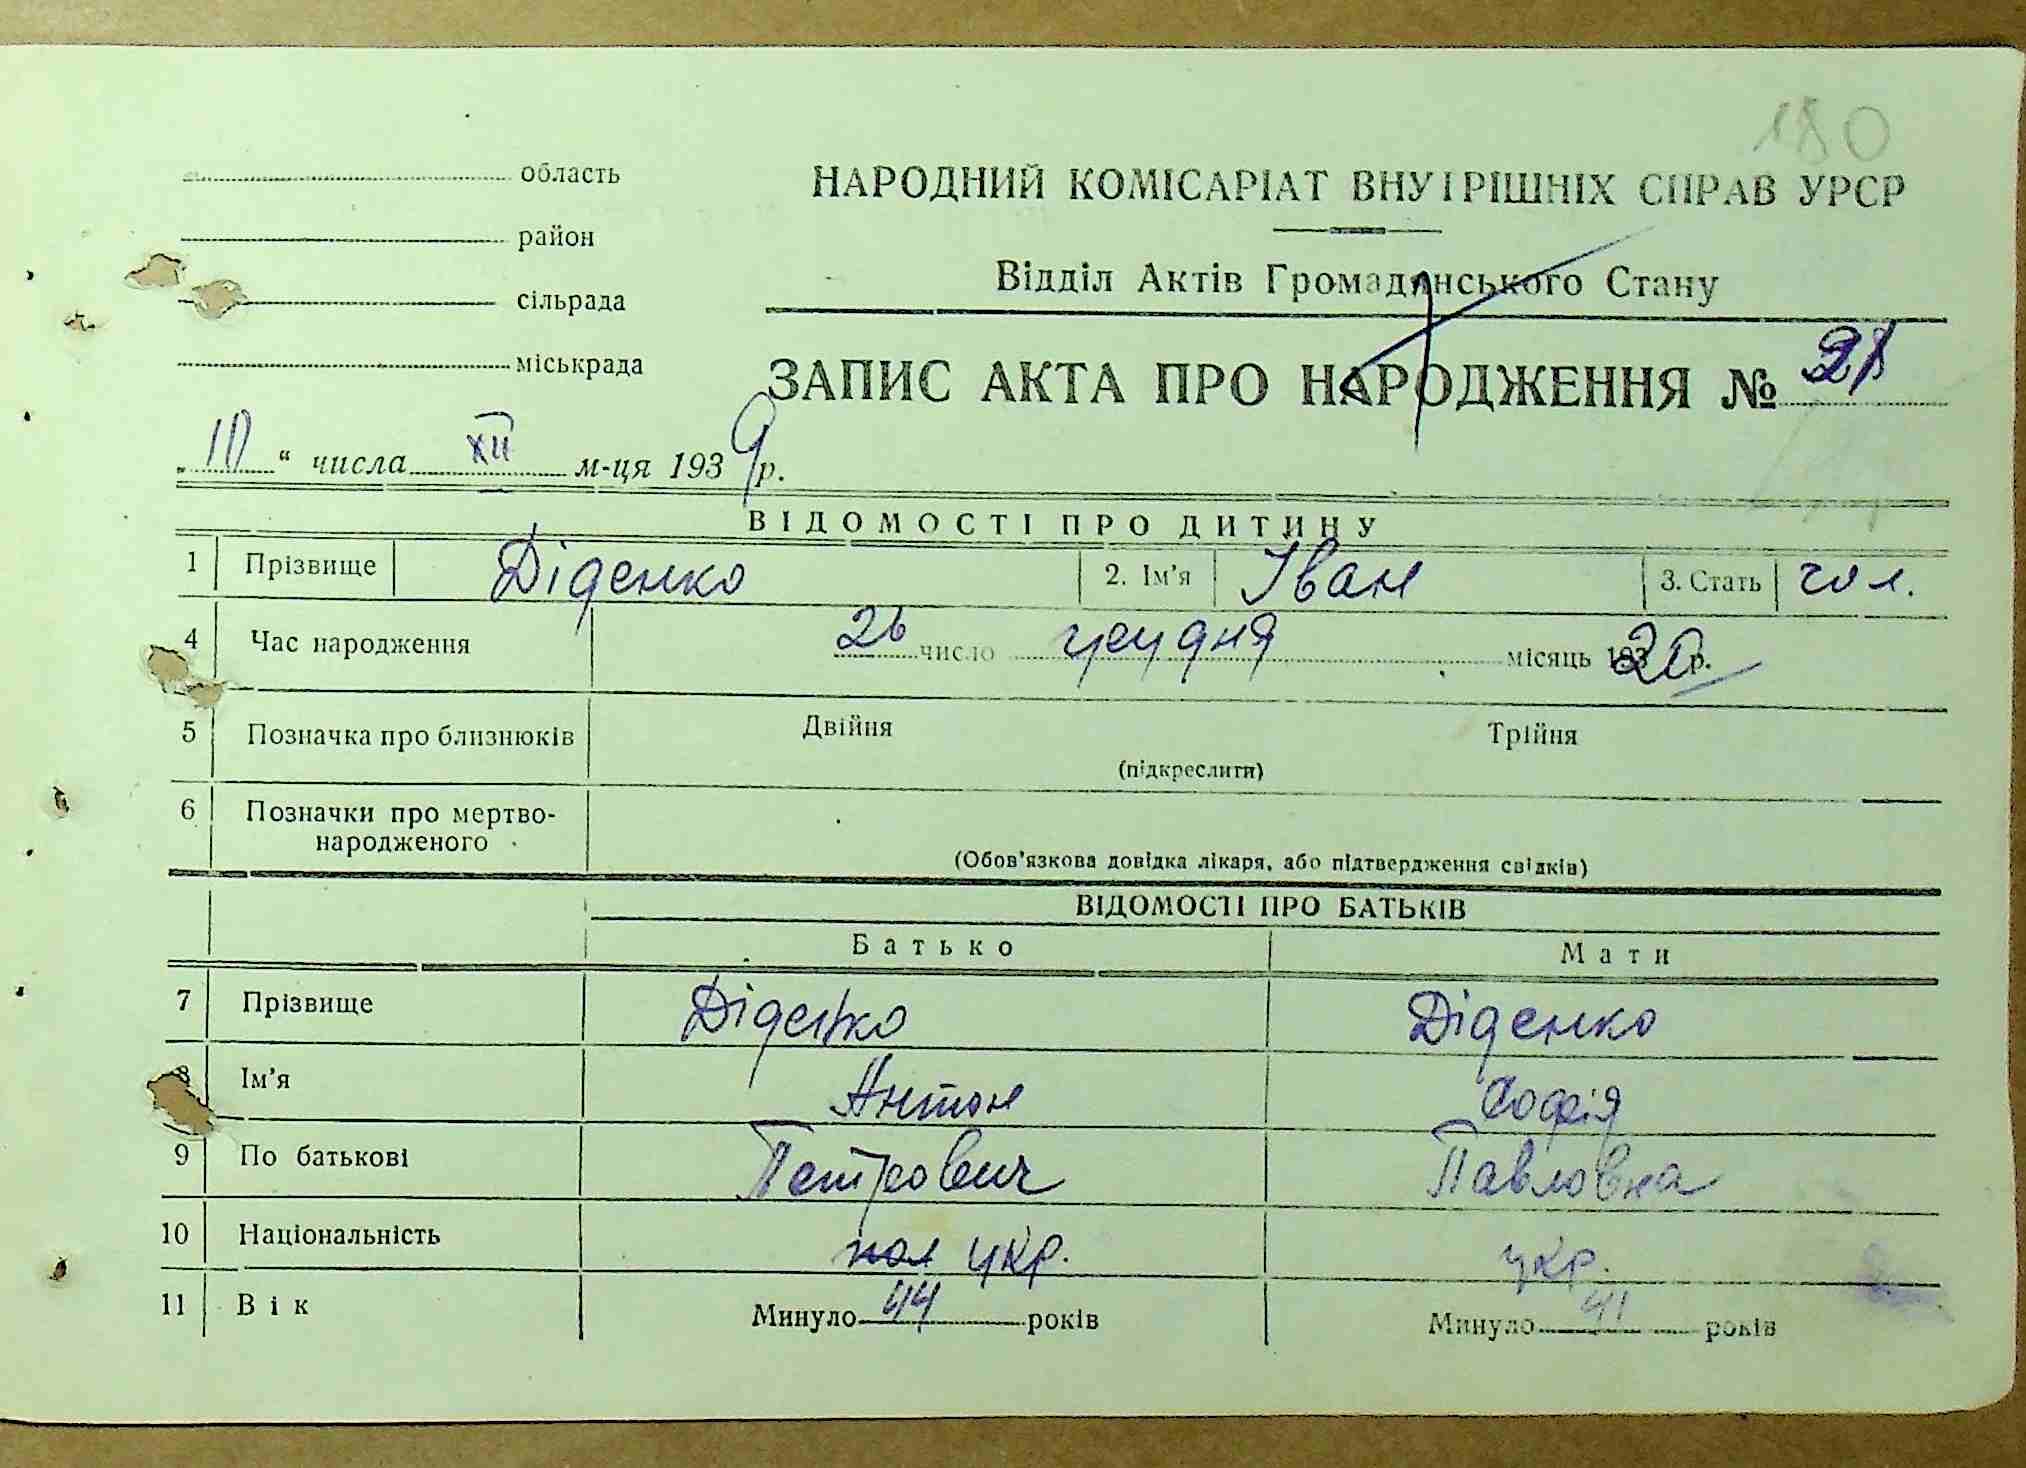 180
область
район
сільрада
міськрада
НАРОДНИЙ КОМІСАРІАТ ВНУТРІШНІХ СПРАВ УРСР
Відділ Актів Громадянського Стану
ЗАПИС АКТА ПРО НАРОДЖЕННЯ №
„10“ числа XII м-ця 1939 р.
ВІДОМОСТІ ПРО ДИТИНУ
1 Прізвище Діденко 2. Ім’я Іван 3. Стать чол.
4 Час народження 26 число грудня місяць 20 р.
5 Позначка про близнюків Двійня Трійня
(підкреслити)
6 Позначки про мертво-
народженого
(Обов’язкова довідка лікаря, або підтвердження свідків)
ВІДОМОСТІ ПРО БАТЬКІВ
Батько Мати
7 Прізвище Діденко Діденко
8 Ім’я Антон Софія
9 По батькові Петрович Павловна
10 Національність укр. укр.
11 Вік Минуло 44 років Минуло 41 років